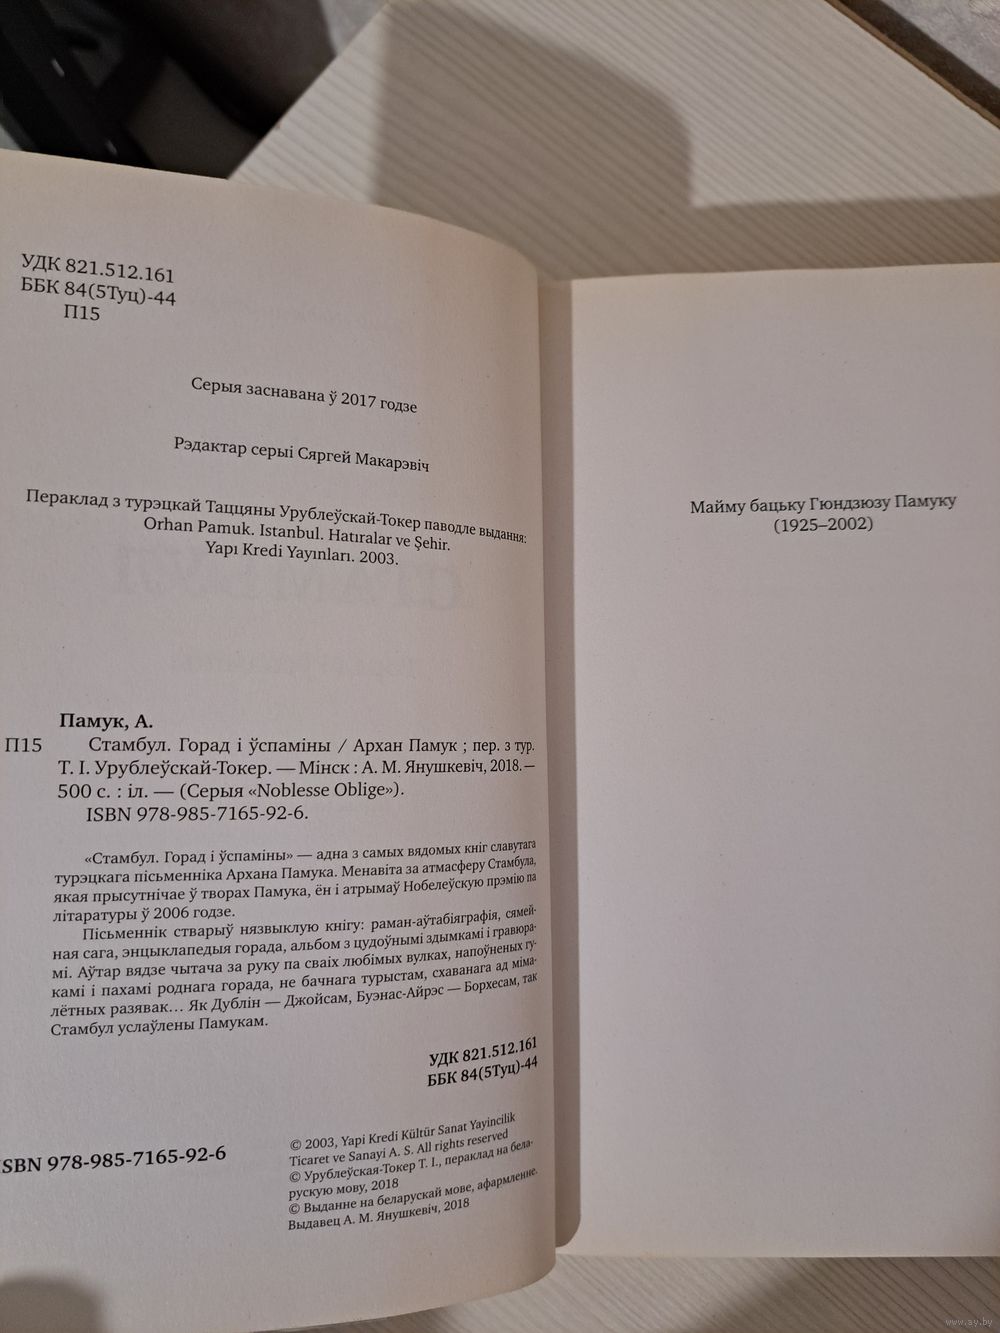 УДК 821.512.161
ББК 84(5Туц)-44
П15
Серыя заснавана ў 2017 годзе
Рэдактар серыі Сяргей Макарэвіч
Пераклад з турэцкай Таццяны Урублеўскай-Токер паводле выдання:
Orhan Pamuk. Istanbul. Hatıralar ve Şehir.
Yapı Kredi Yayınları. 2003.
Памук, А.
П15 Стамбул. Горад і ўспаміны / Архан Памук ; пер. з тур.
Т. І. Урублеўскай-Токер. — Мінск : А. М. Янушкевіч, 2018. —
500 с. : іл. — (Серыя «Noblesse Oblige»).
ISBN 978-985-7165-92-6.
«Стамбул. Горад і ўспаміны» — адна з самых вядомых кніг славутага
турэцкага пісьменніка Архана Памука. Менавіта за атмасферу Стамбула,
якая прысутнічае ў творах Памука, ён і атрымаў Нобелеўскую прэмію па
літаратуры ў 2006 годзе.
Пісьменнік стварыў нязвыклую кнігу: раман-аўтабіяграфія, сямей-
ная сага, энцыклапедыя горада, альбом з цудоўнымі здымкамі і гравюра-
мі. Аўтар вядзе чытача за руку па сваіх любімых вулках, напоўненых гу-
камі і пахамі роднага горада, не бачнага турыстам, схаванага ад міма-
лётных разявак... Як Дублін — Джойсам, Буэнас-Айрэс — Борхесам, так
Стамбул услаўлены Памукам.
УДК 821.512.161
ББК 84(5Туц)-44
ISBN 978-985-7165-92-6
© 2003, Yapi Kredi Kültür Sanat Yayincilik
Ticaret ve Sanayi A. S. All rights reserved
© Урублеўская-Токер Т. І., пераклад на бела-
рускую мову, 2018
© Выданне на беларускай мове, афармленне.
Выдавец А. М. Янушкевіч, 2018
Майму бацьку Гюндзюзу Памуку
(1925–2002)
www.ay.by